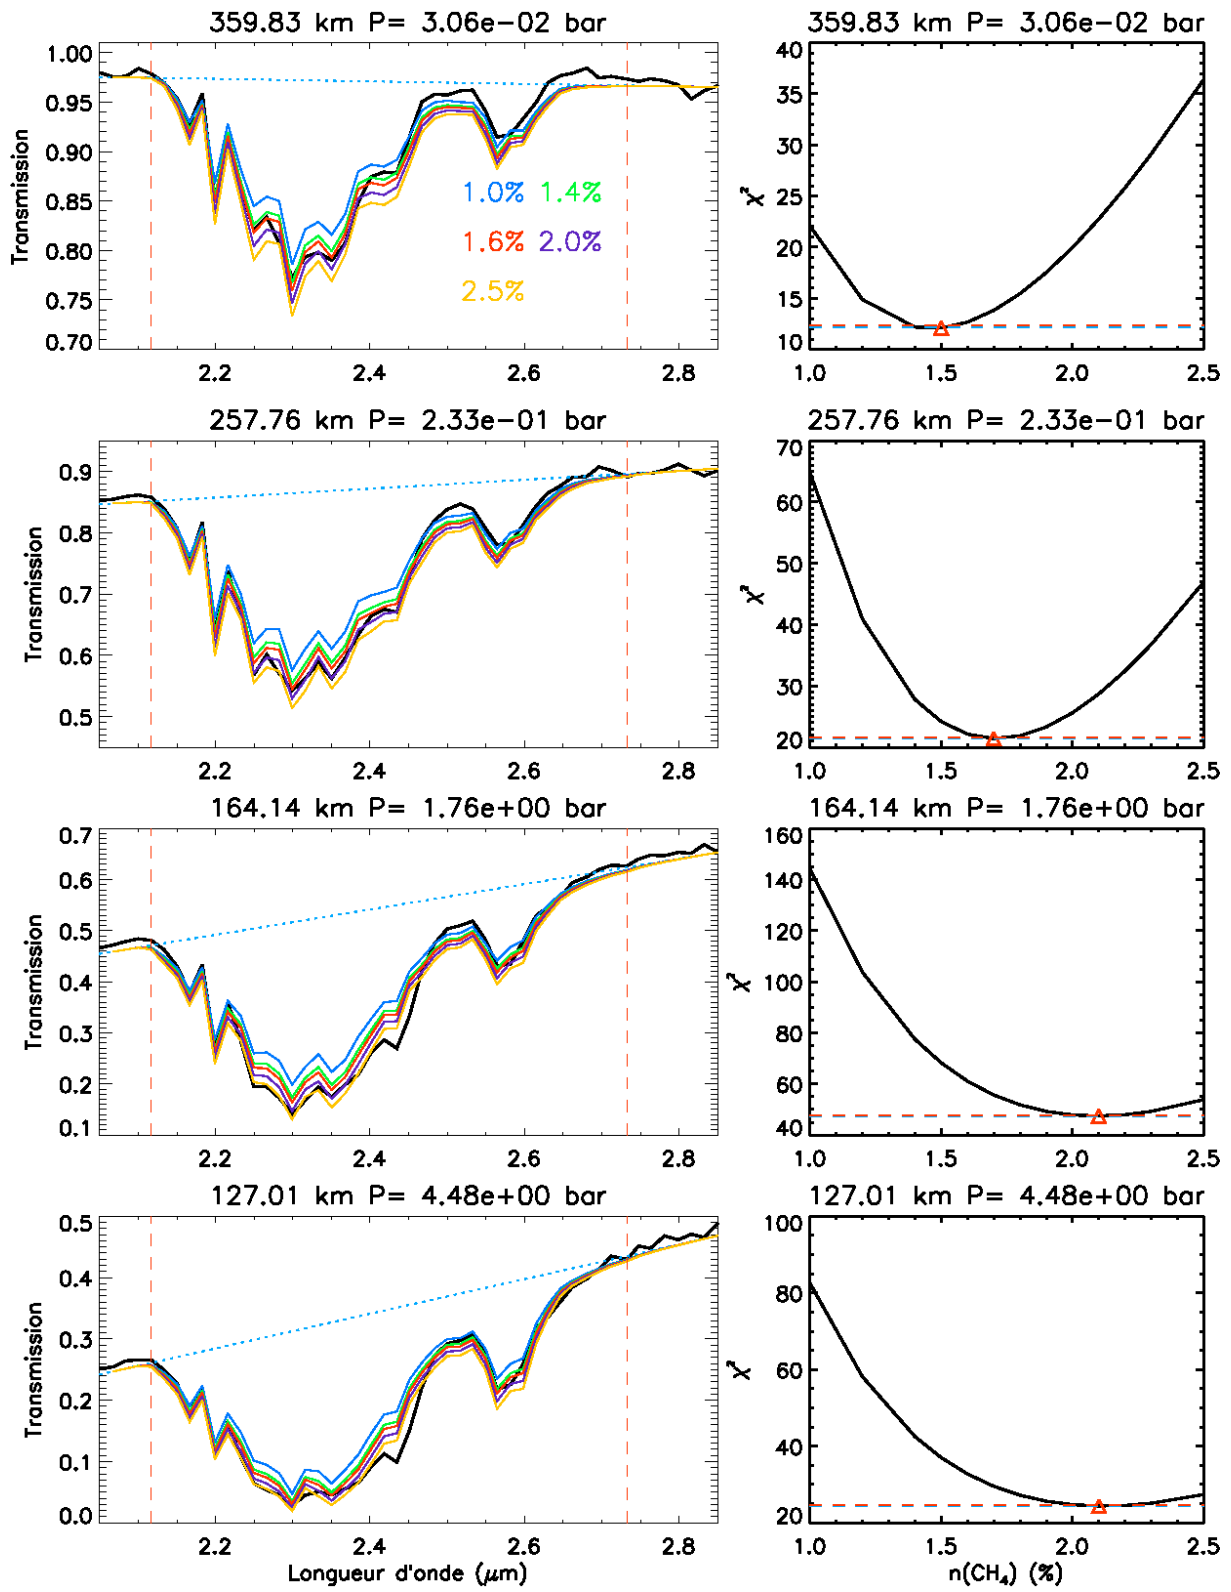 359.83 km P= 3.06e-02 bar
359.83 km P= 3.06e-02 bar
1.00
0.95
0.90
0.85
0.80
0.75
0.70
Transmission
1.0% 1.4%
1.6% 2.0%
2.5%
2.2 2.4 2.6 2.8
40
35
30
25
20
15
10
χ²
1.0 1.5 2.0 2.5
257.76 km P= 2.33e-01 bar
257.76 km P= 2.33e-01 bar
0.9
0.8
0.7
0.6
0.5
Transmission
2.2 2.4 2.6 2.8
70
60
50
40
30
20
χ²
1.0 1.5 2.0 2.5
164.14 km P= 1.76e+00 bar
164.14 km P= 1.76e+00 bar
0.7
0.6
0.5
0.4
0.3
0.2
0.1
Transmission
2.2 2.4 2.6 2.8
160
140
120
100
80
60
40
χ²
1.0 1.5 2.0 2.5
127.01 km P= 4.48e+00 bar
127.01 km P= 4.48e+00 bar
0.5
0.4
0.3
0.2
0.1
0.0
Transmission
2.2 2.4 2.6 2.8
Longueur d'onde (μm)
100
80
60
40
20
χ²
1.0 1.5 2.0 2.5
n(CH₄) (%)